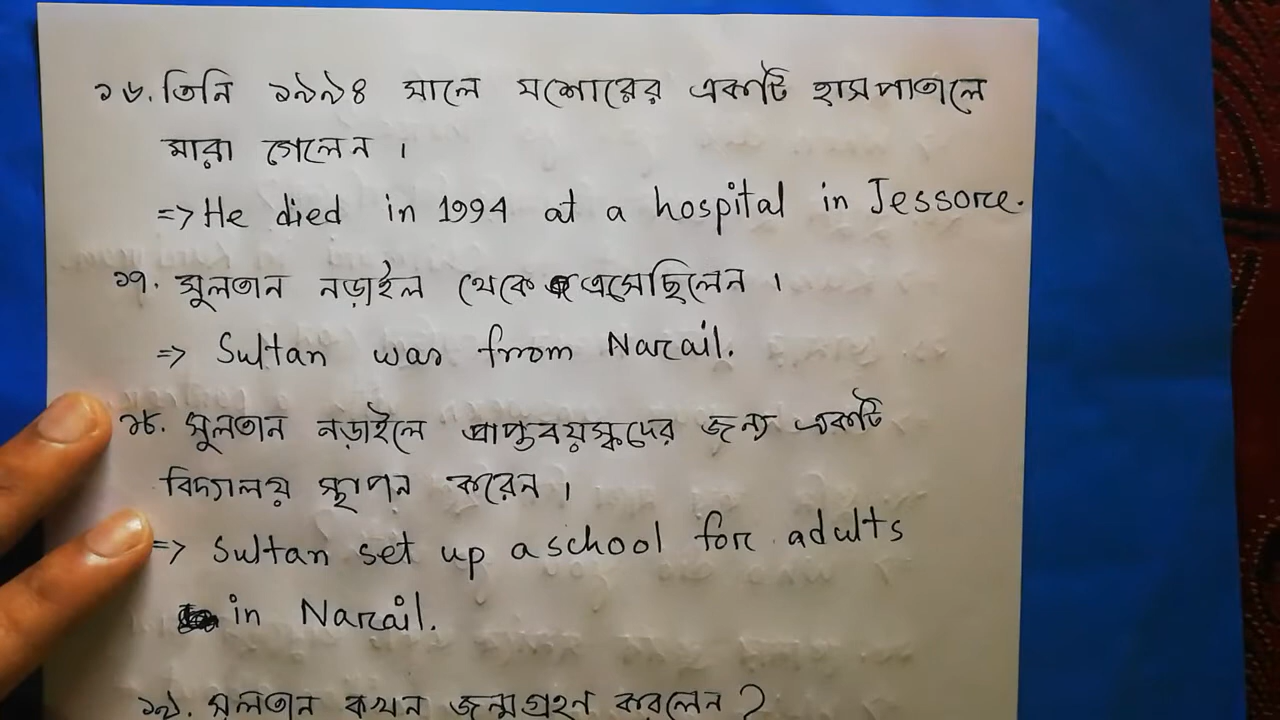 ১৬. তিনি ১৯৯৪ সালে যশোরের একটি হাসপাতালে
মারা গেলেন ।
=> He died in 1994 at a hospital in Jessore.
১৭. সুলতান নড়াইল থেকে এসেছিলেন ।
=> Sultan was from Narail.
১৮. সুলতান নড়াইলে প্রাপ্তবয়স্কদের জন্য একটি
বিদ্যালয় স্থাপন করেন ।
=> Sultan set up a school for adults
in Narail.
১৯. সুলতান কখন জন্মগ্রহণ করলেন ?